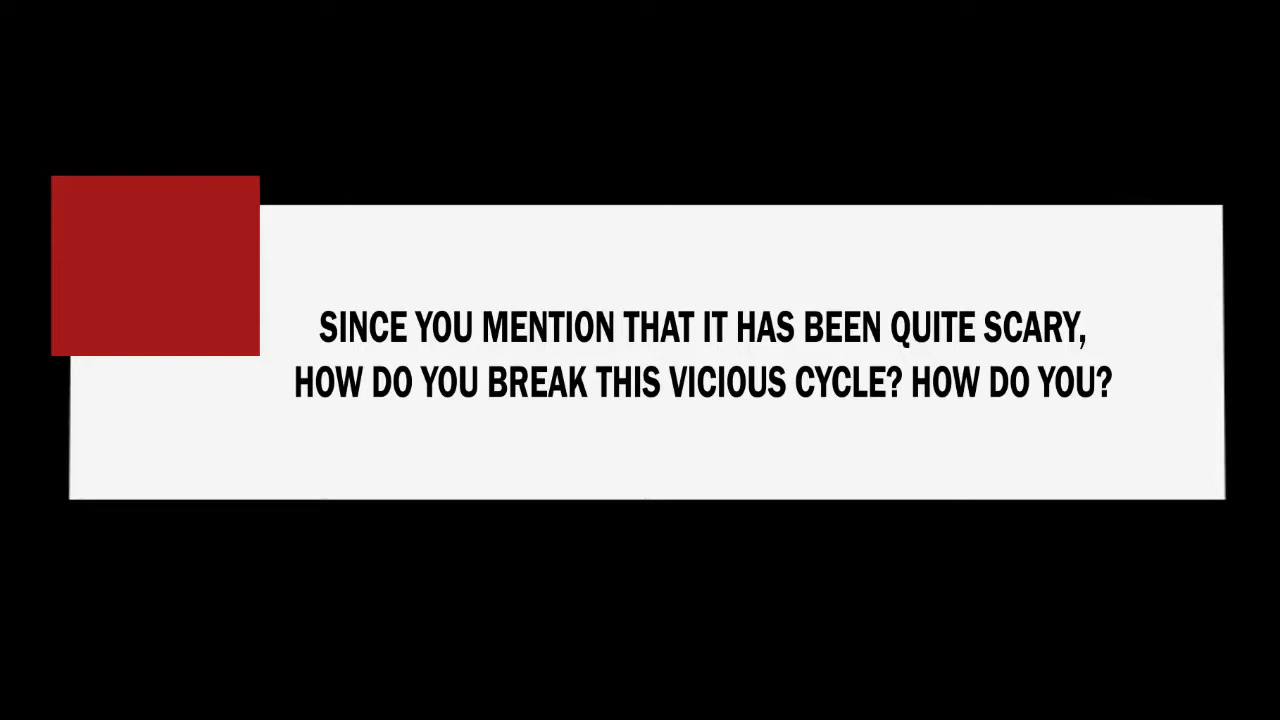 SINCE YOU MENTION THAT IT HAS BEEN QUITE SCARY,
HOW DO YOU BREAK THIS VICIOUS CYCLE? HOW DO YOU?